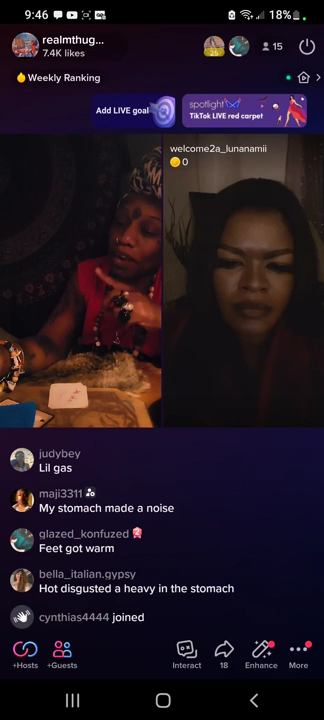 9:46
18%
realmthug...
7.4K likes
25
15
Weekly Ranking
Add LIVE goal
spotlight
TikTok LIVE red carpet
welcome2a_lunanamii
0
judybey
Lil gas
maji3311
My stomach made a noise
glazed_konfuzed
Feet got warm
bella_italian.gypsy
Hot disgusted a heavy in the stomach
cynthias4444 joined
+Hosts
+Guests
Interact
18
Enhance
More